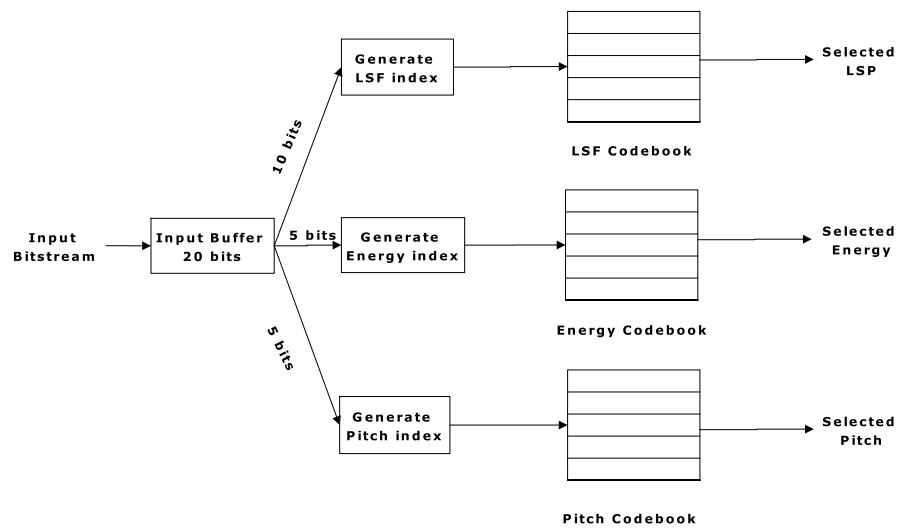 Generate
LSF index
Selected
LSP
LSF Codebook
10 bits
Input
Bitstream
Input Buffer
20 bits
5 bits
Generate
Energy index
Selected
Energy
Energy Codebook
5 bits
Generate
Pitch index
Selected
Pitch
Pitch Codebook